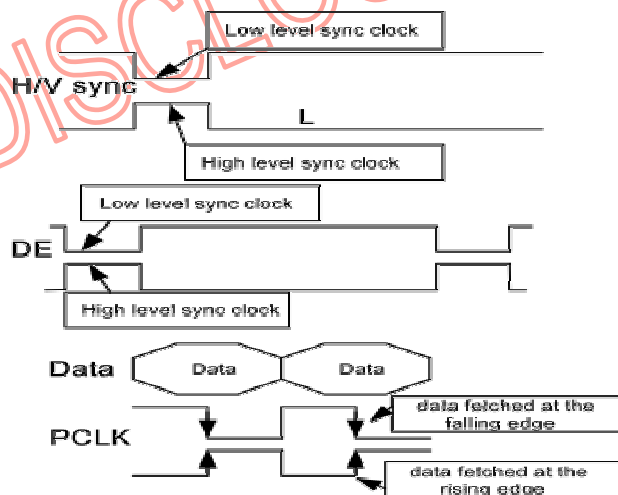 DISCLO
Low level sync clock
H/V sync
L
High level sync clock
Low level sync clock
DE
High level sync clock
Data
Data
Data
data fetched at the
falling edge
PCLK
data fetched at the
rising edge